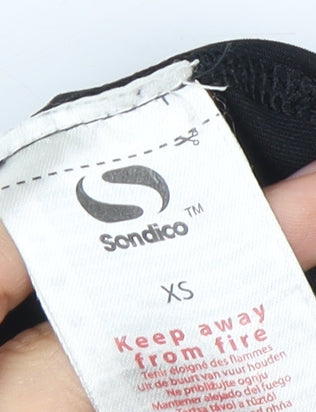 Sondico™
XS
Keep away
from fire
Tenir éloigné des flammes
Uit de buurt van vuur houden
Ne približujte ognju
Mantener alejado del fuego